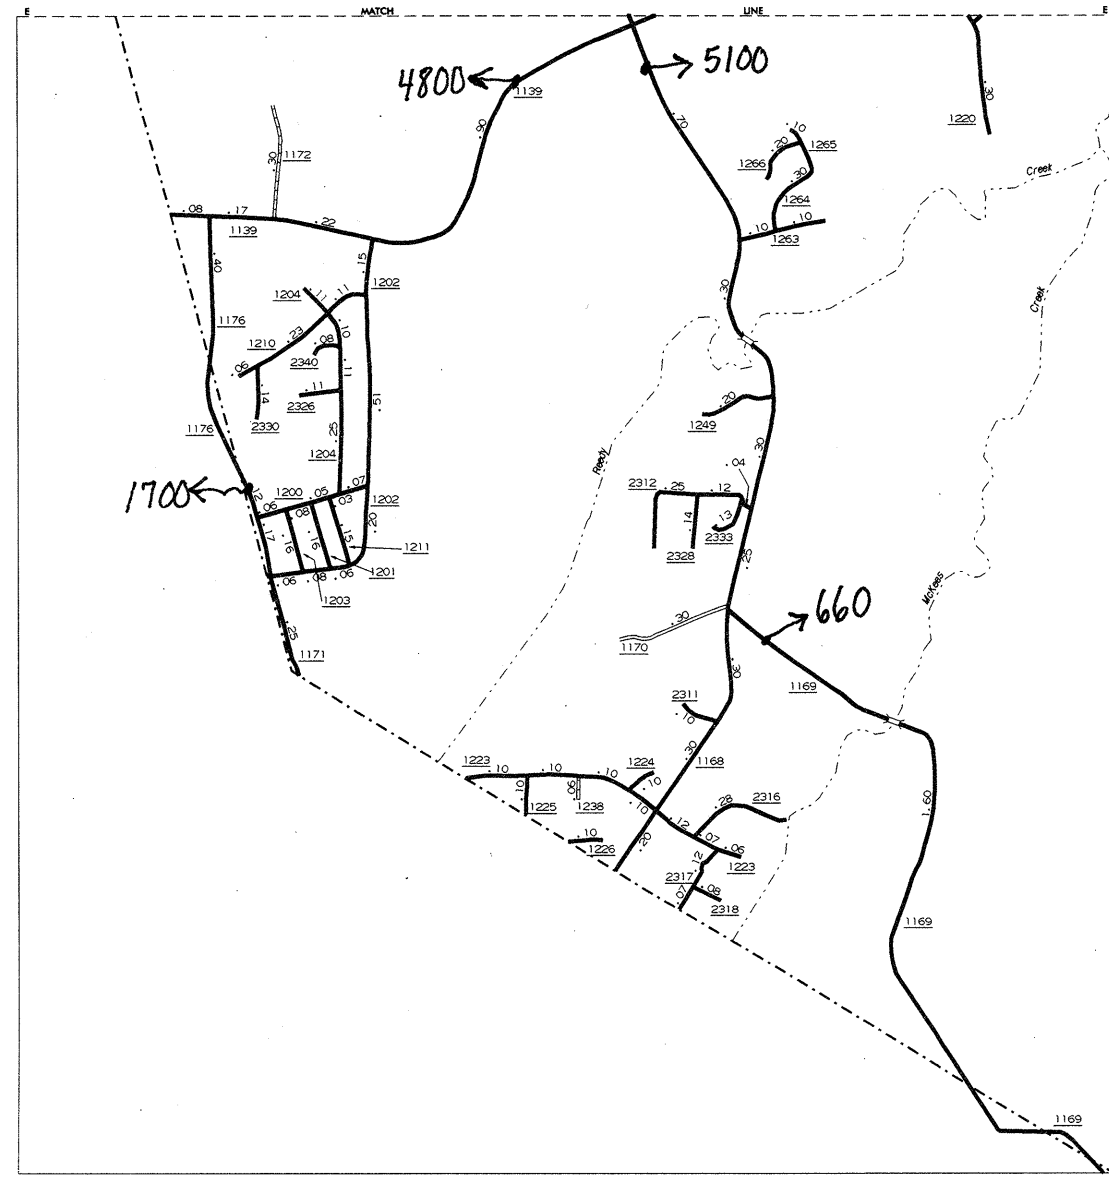 E MATCH LINE E
4800 1139 5100
.70 .30 1220
.90
.10
.20 1265
1266 .30
1172 .30
Creek
1264
.08 .17 .22
.10 .10
1139 1263
.40 .15
1202
1204 .11 .11
.30
Creek
1176 .23 .10
1210 .08
2340
.06 .11
.14 .11
2326 .51
.20
1249
2330
1176 .25
.30
1204
Reedy
.04
1700 .12 1200 .05 .07
2312 .25 .12
.06 .08 .03 1202
.14 .13
.17 .16 .16 .15 .20
2333
1211 2328
.25
1201
.06 .08 .06
McKees
1203
660
.30
.25
1170
1171
.30
1169
2311
.10
.30
1168
1223 .10 .10 .10 1224
.10
.10 .06 .10
1225 1238
.28 2316
1.60
.12
.10 .20 .07 .06
1226 1223
.12
2317 .08
.07
2318
1169
1169